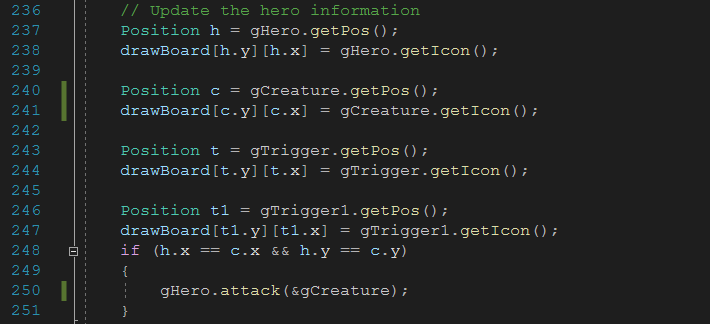 236 // Update the hero information
237 Position h = gHero.getPos();
238 drawBoard[h.y][h.x] = gHero.getIcon();
239
240 Position c = gCreature.getPos();
241 drawBoard[c.y][c.x] = gCreature.getIcon();
242
243 Position t = gTrigger.getPos();
244 drawBoard[t.y][t.x] = gTrigger.getIcon();
245
246 Position t1 = gTrigger1.getPos();
247 drawBoard[t1.y][t1.x] = gTrigger1.getIcon();
248 if (h.x == c.x && h.y == c.y)
249 {
250 gHero.attack(&gCreature);
251 }